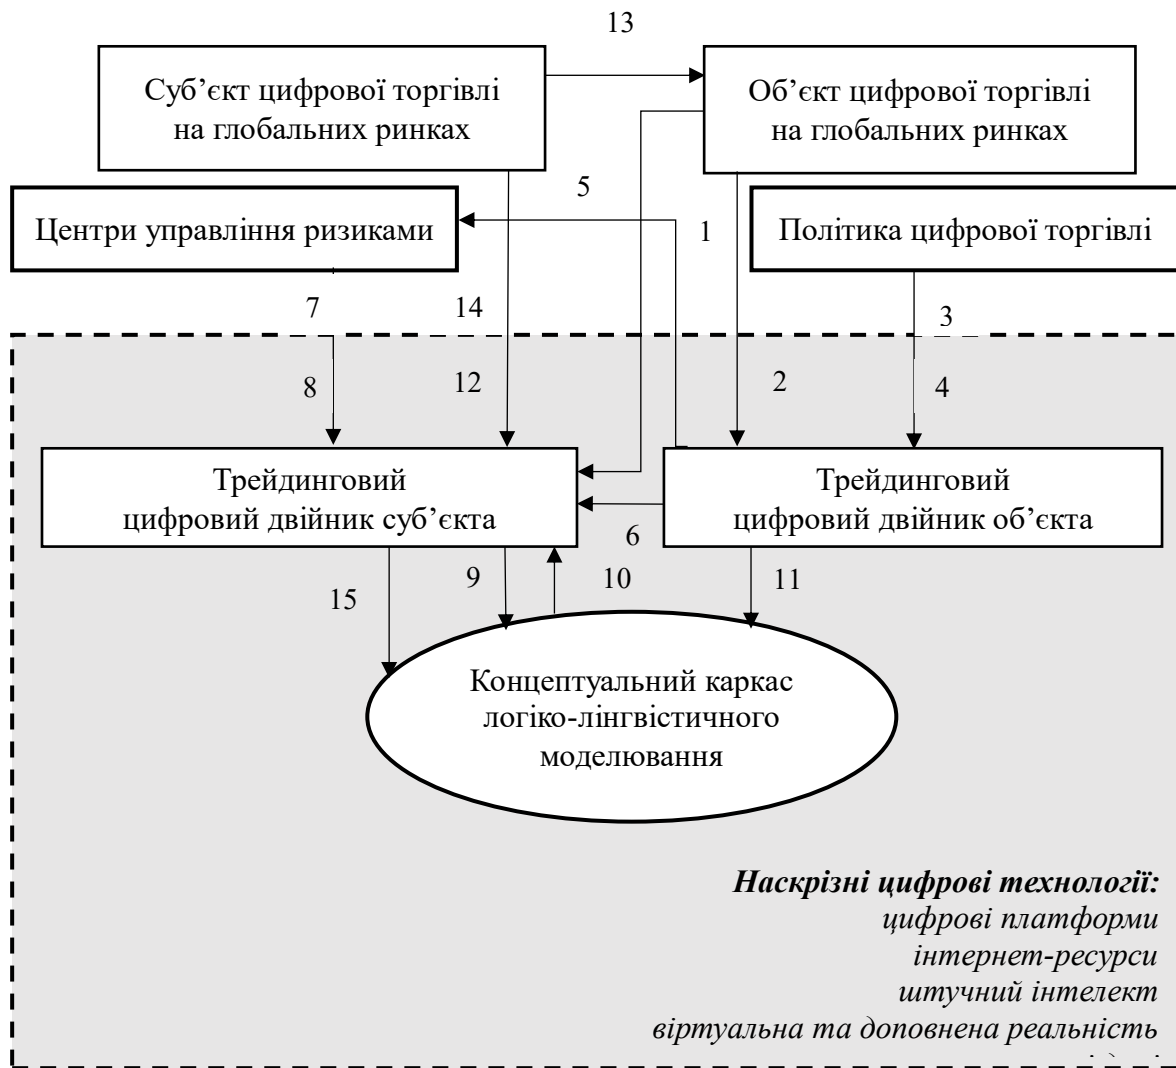 13
Суб’єкт цифрової торгівлі
на глобальних ринках
Об’єкт цифрової торгівлі
на глобальних ринках
5
1
Центри управління ризиками
Політика цифрової торгівлі
7
14
3
8
12
2
4
Трейдинговий
цифровий двійник суб’єкта
Трейдинговий
цифровий двійник об’єкта
6
15
9
10
11
Концептуальний каркас
логіко-лінгвістичного
моделювання
Наскрізні цифрові технології:
цифрові платформи
інтернет-ресурси
штучний інтелект
віртуальна та доповнена реальність